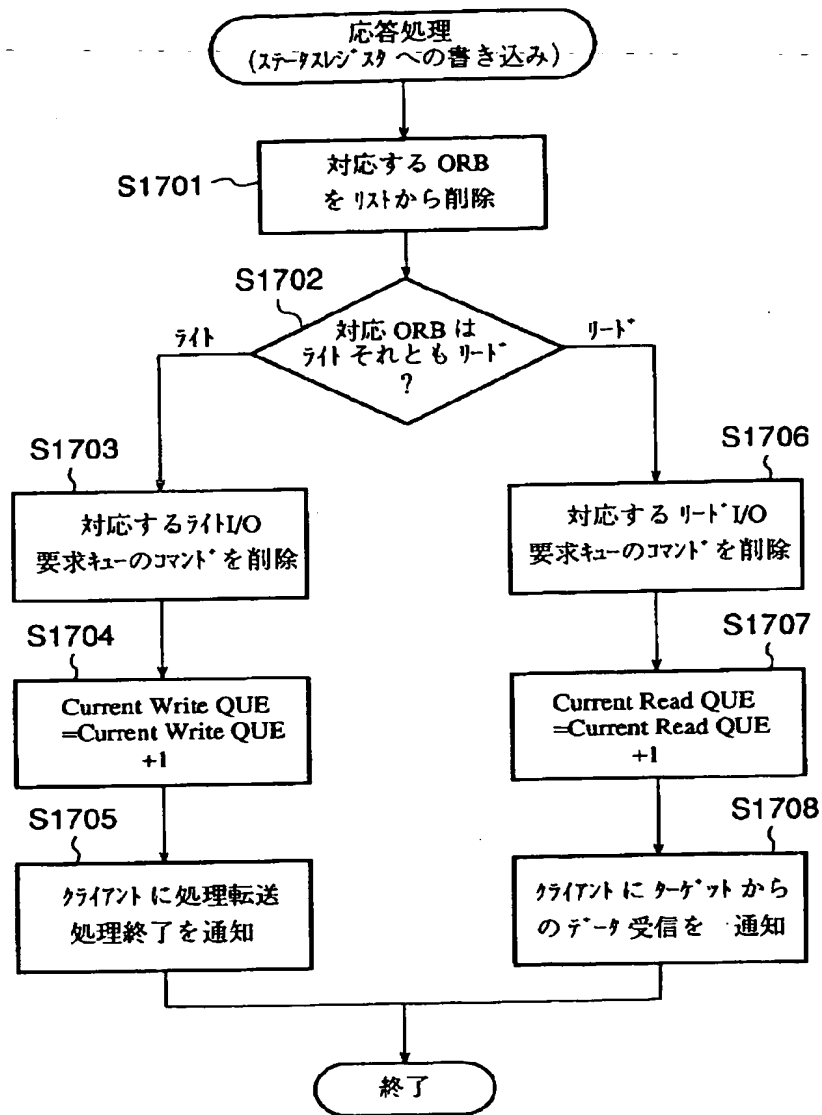 応答処理
(ステータスレジスタ への書き込み)
S1701
対応する ORB
を リストから削除
S1702
対応 ORB は
ライト それとも リード
?
ライト
リード
S1703
対応するライトI/O
要求キューのコマンド を削除
S1704
Current Write QUE
=Current Write QUE
+1
S1705
クライアント に処理転送
処理終了を通知
S1706
対応する リード I/O
要求キューのコマンド を削除
S1707
Current Read QUE
=Current Read QUE
+1
S1708
クライアント に ターゲット から
の データ 受信を 通知
終了